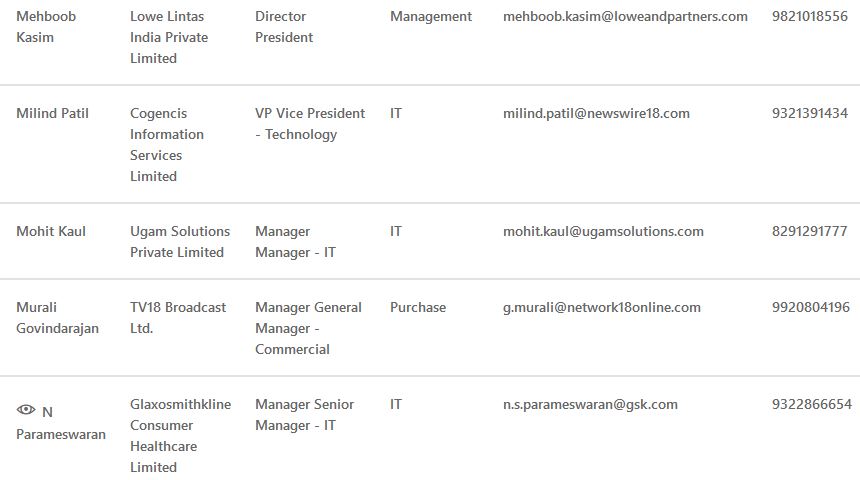 Mehboob Kasim
Lowe Lintas India Private Limited
Director President
Management
mehboob.kasim@loweandpartners.com
9821018556
Milind Patil
Cogencis Information Services Limited
VP Vice President - Technology
IT
milind.patil@newswire18.com
9321391434
Mohit Kaul
Ugam Solutions Private Limited
Manager Manager - IT
IT
mohit.kaul@ugamsolutions.com
8291291777
Murali Govindarajan
TV18 Broadcast Ltd.
Manager General Manager - Commercial
Purchase
g.murali@network18online.com
9920804196
N Parameswaran
Glaxosmithkline Consumer Healthcare Limited
Manager Senior Manager - IT
IT
n.s.parameswaran@gsk.com
9322866654